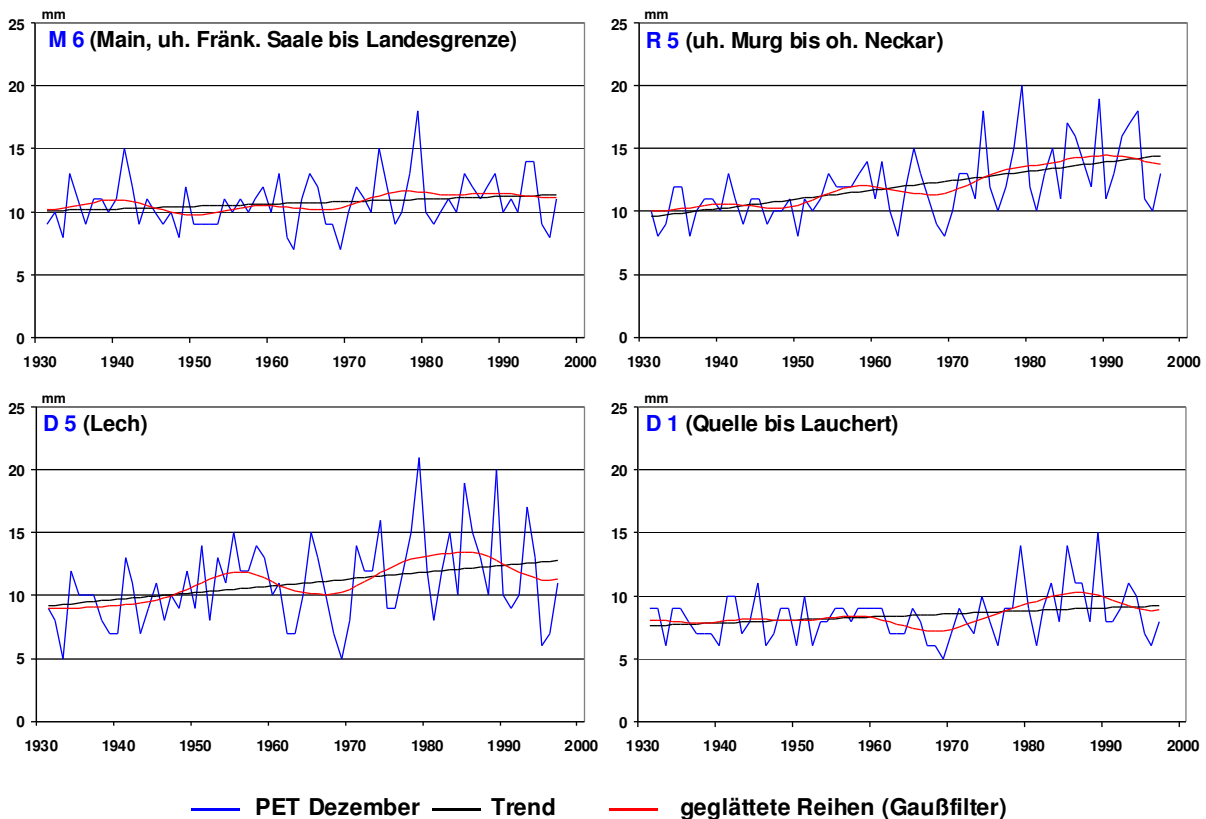 mm
M 6 (Main, uh. Fränk. Saale bis Landesgrenze)
25
20
15
10
5
0
1930 1940 1950 1960 1970 1980 1990 2000
mm
R 5 (uh. Murg bis oh. Neckar)
25
20
15
10
5
0
1930 1940 1950 1960 1970 1980 1990 2000
mm
D 5 (Lech)
25
20
15
10
5
0
1930 1940 1950 1960 1970 1980 1990 2000
mm
D 1 (Quelle bis Lauchert)
25
20
15
10
5
0
1930 1940 1950 1960 1970 1980 1990 2000
PET Dezember Trend geglättete Reihen (Gaußfilter)